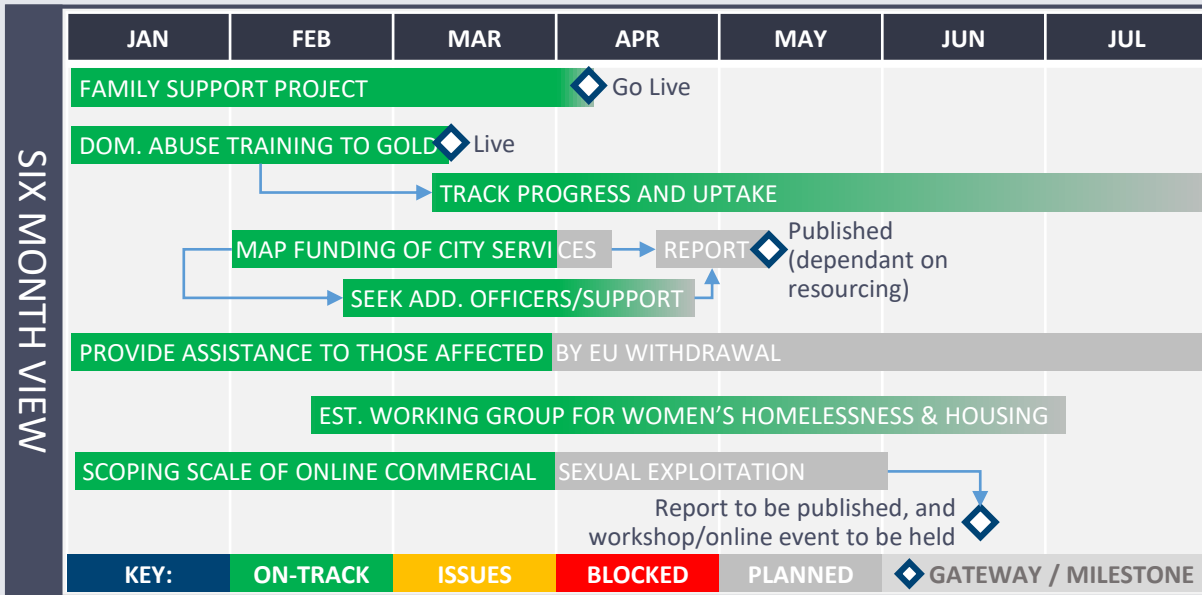 SIX MONTH VIEW
JAN FEB MAR APR MAY JUN JUL
FAMILY SUPPORT PROJECT
Go Live
DOM. ABUSE TRAINING TO GOLD
Live
TRACK PROGRESS AND UPTAKE
MAP FUNDING OF CITY SERVICES
REPORT
Published
(dependant on
resourcing)
SEEK ADD. OFFICERS/SUPPORT
PROVIDE ASSISTANCE TO THOSE AFFECTED BY EU WITHDRAWAL
EST. WORKING GROUP FOR WOMEN’S HOMELESSNESS & HOUSING
SCOPING SCALE OF ONLINE COMMERCIAL SEXUAL EXPLOITATION
Report to be published, and
workshop/online event to be held
KEY: ON-TRACK ISSUES BLOCKED PLANNED GATEWAY / MILESTONE